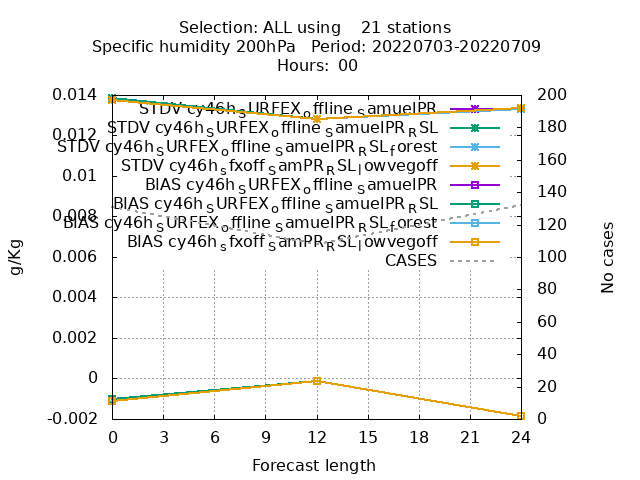 Selection: ALL using    21 stations
Specific humidity 200hPa   Period: 20220703-20220709
Hours:  00
0.014
0.012
0.01
0.008
0.006
0.004
0.002
0
-0.002
g/Kg
STDV cy46h_SURFEX_offline_SamuelPR
STDV cy46h_SURFEX_offline_SamuelPR_RSL
STDV cy46h_SURFEX_offline_SamuelPR_RSL_forest
STDV cy46h_sfxoff_SamPR_RSL_lowvegoff
BIAS cy46h_SURFEX_offline_SamuelPR
BIAS cy46h_SURFEX_offline_SamuelPR_RSL
BIAS cy46h_SURFEX_offline_SamuelPR_RSL_forest
BIAS cy46h_sfxoff_SamPR_RSL_lowvegoff
CASES
200
180
160
140
120
100
80
60
40
20
0
No cases
0 3 6 9 12 15 18 21 24
Forecast length